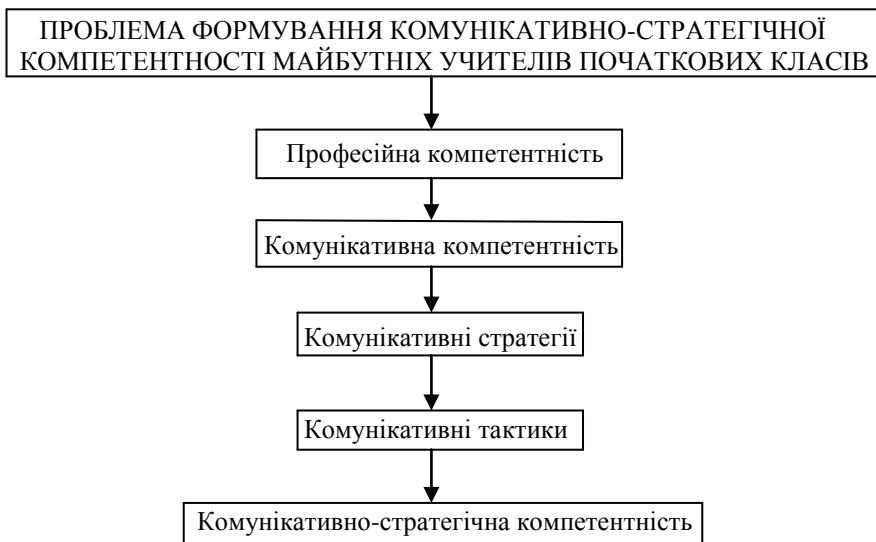 ПРОБЛЕМА ФОРМУВАННЯ КОМУНІКАТИВНО-СТРАТЕГІЧНОЇ
КОМПЕТЕНТНОСТІ МАЙБУТНІХ УЧИТЕЛІВ ПОЧАТКОВИХ КЛАСІВ
Професійна компетентність
Комунікативна компетентність
Комунікативні стратегії
Комунікативні тактики
Комунікативно-стратегічна компетентність